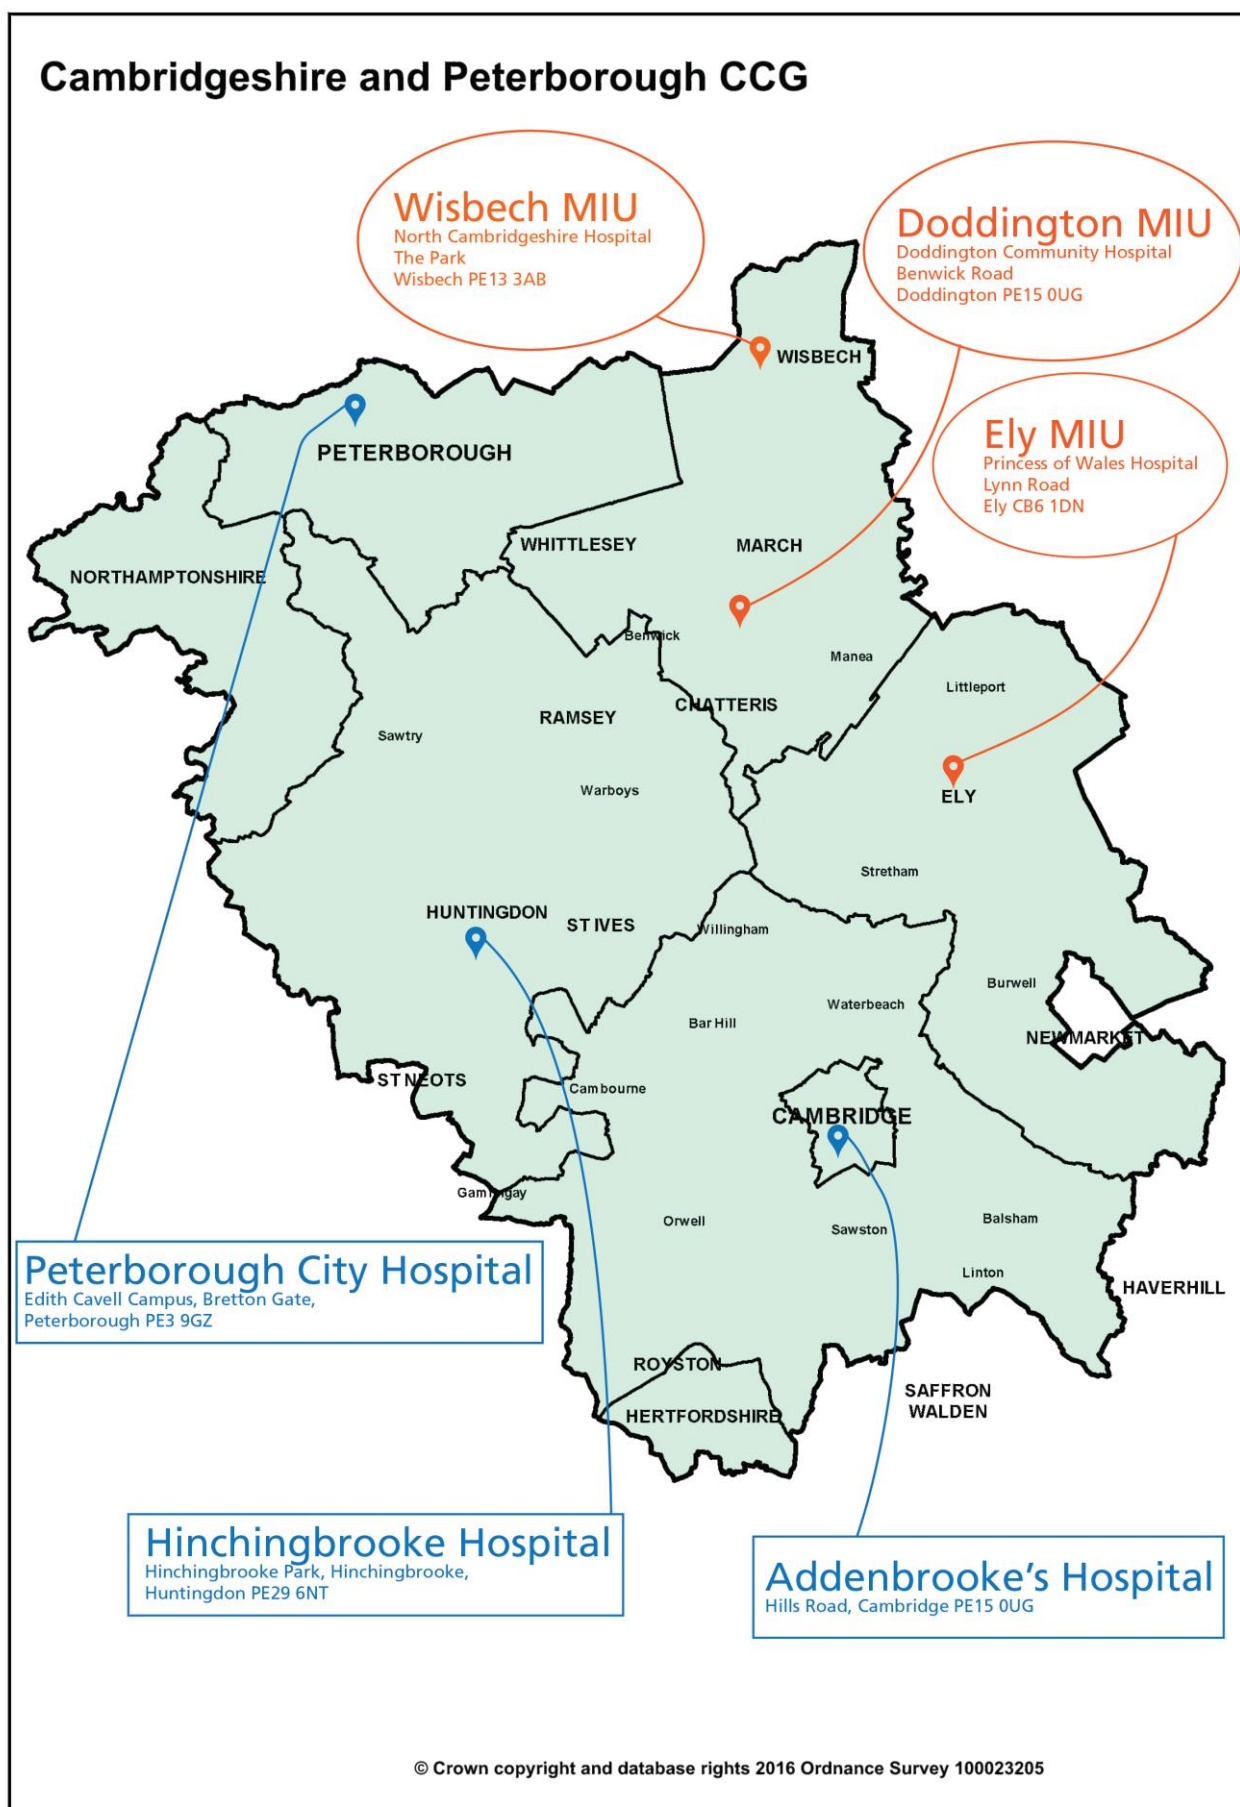 Cambridgeshire and Peterborough CCG
Wisbech MIU
North Cambridgeshire Hospital
The Park
Wisbech PE13 3AB
Doddington MIU
Doddington Community Hospital
Benwick Road
Doddington PE15 0UG
WISBECH
Ely MIU
Princess of Wales Hospital
Lynn Road
Ely CB6 1DN
PETERBOROUGH
WHITTLESEY
MARCH
NORTHAMPTONSHIRE
Benwick
Manea
Littleport
CHATTERIS
RAMSEY
Sawtry
Warboys
ELY
Stretham
HUNTINGDON
ST IVES
Willingham
Burwell
Waterbeach
Bar Hill
NEWMARKET
ST NEOTS
Cambourne
CAMBRIDGE
Gamlingay
Orwell
Sawston
Balsham
Linton
HAVERHILL
Peterborough City Hospital
Edith Cavell Campus, Bretton Gate,
Peterborough PE3 9GZ
ROYSTON
HERTFORDSHIRE
SAFFRON
WALDEN
Hinchingbrooke Hospital
Hinchingbrooke Park, Hinchingbrooke,
Huntingdon PE29 6NT
Addenbrooke's Hospital
Hills Road, Cambridge PE15 0UG
© Crown copyright and database rights 2016 Ordnance Survey 100023205